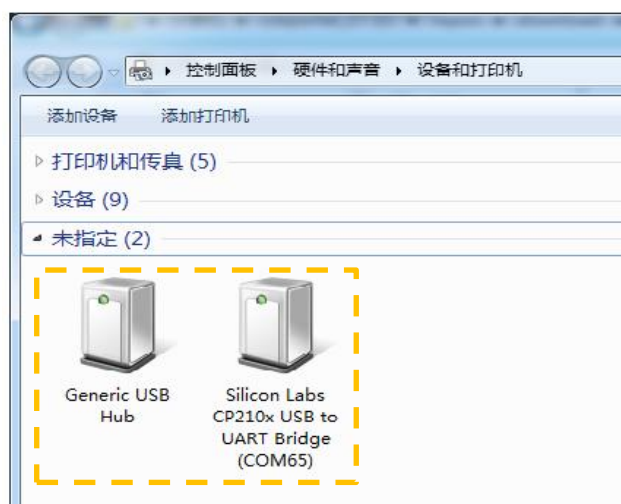 控制面板 ▸ 硬件和声音 ▸ 设备和打印机
添加设备 添加打印机
打印机和传真 (5)
设备 (9)
未指定 (2)
Generic USB
Hub
Silicon Labs
CP210x USB to
UART Bridge
(COM65)